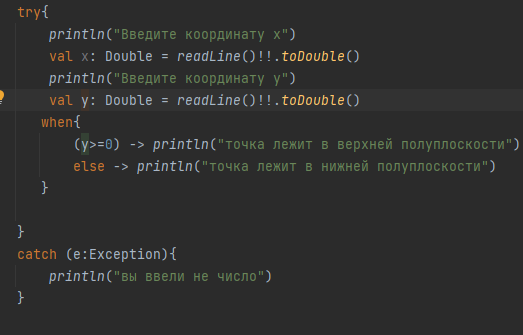 try{
println("Введите координату x")
val x: Double = readLine()!!.toDouble()
println("Введите координату y")
val y: Double = readLine()!!.toDouble()
when{
(y>=0) -> println("точка лежит в верхней полуплоскости")
else -> println("точка лежит в нижней полуплоскости")
}
}
catch (e:Exception){
println("вы ввели не число")
}